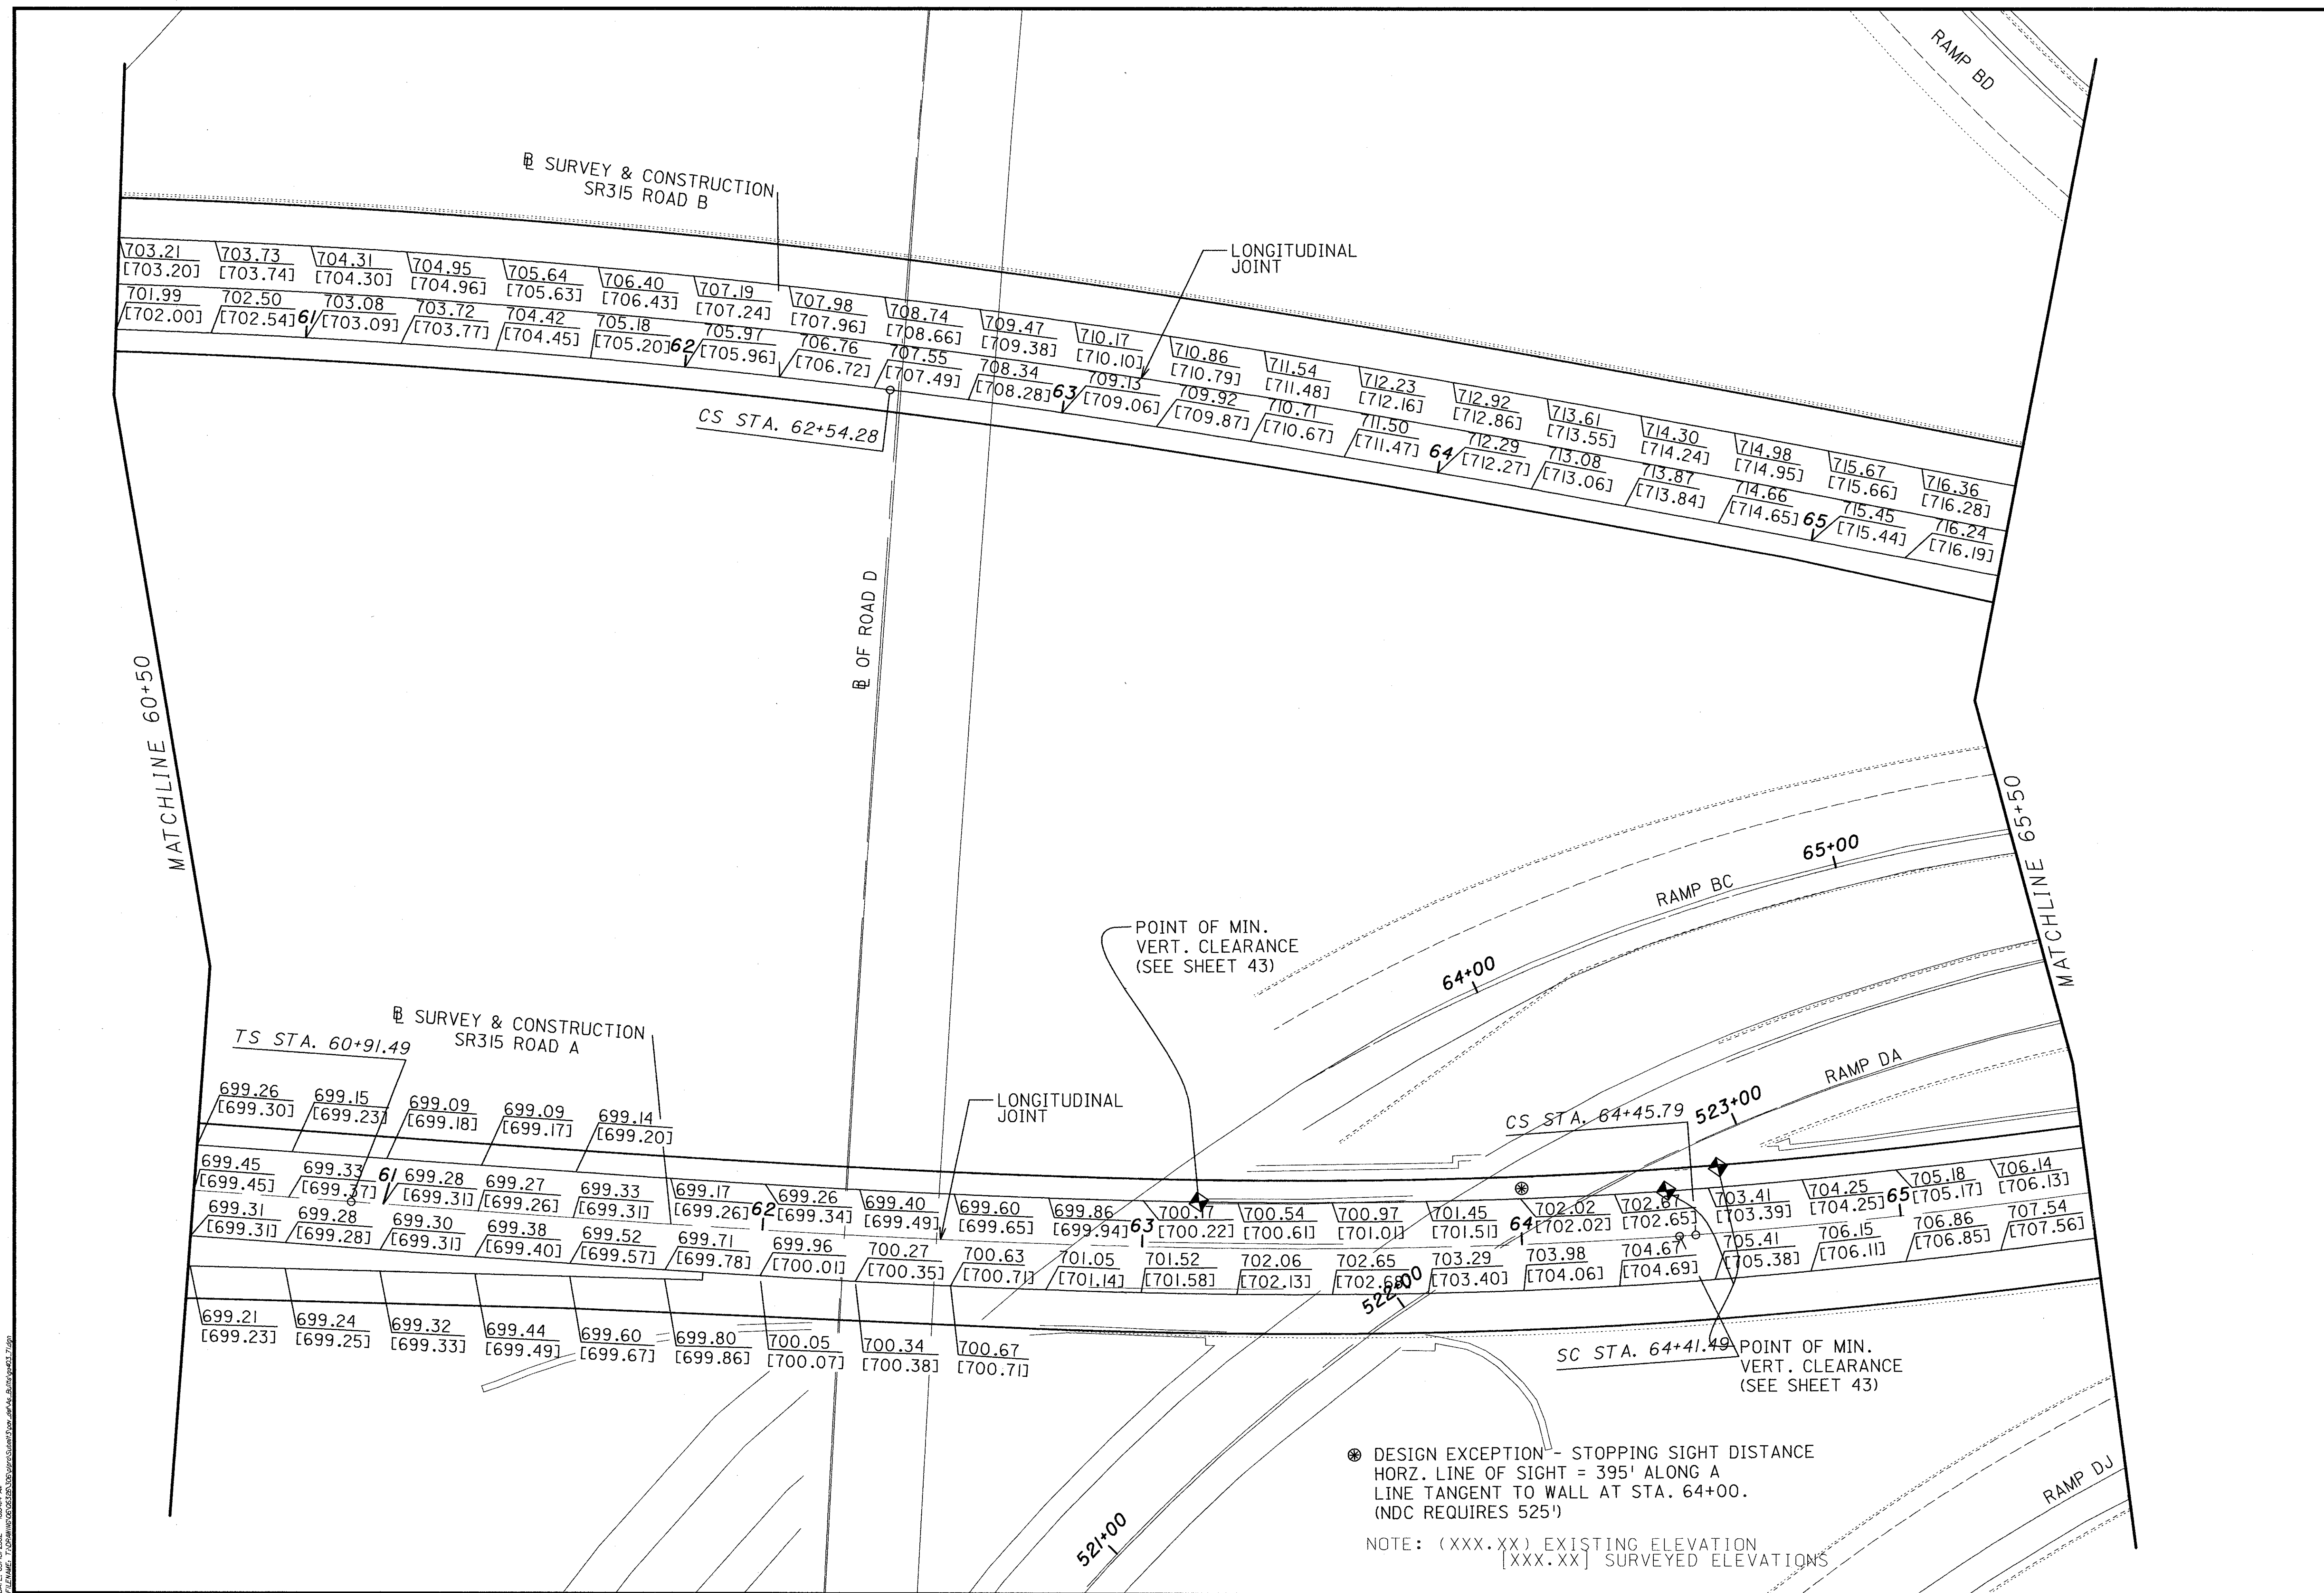 RAMP BD
℄ SURVEY & CONSTRUCTION
SR315 ROAD B
LONGITUDINAL
JOINT
703.21 703.73 704.31 704.95 705.64 706.40 707.19 707.98 708.74 709.47 710.17 710.86 711.54 712.23 712.92 713.61 714.30 714.98 715.67 716.36
[703.20] [703.74] [704.30] [704.96] [705.63] [706.43] [707.24] [707.96] [708.66] [709.38] [710.10] [710.79] [711.48] [712.16] [712.86] [713.55] [714.24] [714.95] [715.66] [716.28]
701.99 702.50 703.08 703.72 704.42 705.18 705.97 706.76 707.55 708.34 709.13 709.92 710.71 711.50 712.29 713.08 713.87 714.66 715.45 716.24
[702.00] [702.54] 61 [703.09] [703.77] [704.45] [705.20] 62 [705.96] [706.72] [707.49] [708.28] 63 [709.06] [709.87] [710.67] [711.47] 64 [712.27] [713.06] [713.84] [714.65] 65 [715.44] [716.19]
CS STA. 62+54.28
℄ OF ROAD D
MATCHLINE 60+50
MATCHLINE 65+50
65+00
RAMP BC
64+00
POINT OF MIN.
VERT. CLEARANCE
(SEE SHEET 43)
℄ SURVEY & CONSTRUCTION
SR315 ROAD A
TS STA. 60+91.49
RAMP DA
523+00
CS STA. 64+45.79
LONGITUDINAL
JOINT
699.26 699.15 699.09 699.09 699.14
[699.30] [699.23] [699.18] [699.17] [699.20]
699.45 699.33 61 699.28 699.27 699.33 699.17 699.26 699.40 699.60 699.86 700.17 700.54 700.97 701.45 702.02 702.67 703.41 704.25 705.18 706.14
[699.45] [699.37] [699.31] [699.26] [699.31] [699.26] 62 [699.34] [699.49] [699.65] [699.94] 63 [700.22] [700.61] [701.01] [701.51] 64 [702.02] [702.65] [703.39] [704.25] 65 [705.17] [706.13]
699.31 699.28 699.30 699.38 699.52 699.71 699.96 700.27 700.63 701.05 701.52 702.06 702.65 703.29 703.98 704.67 705.41 706.15 706.86 707.54
[699.31] [699.28] [699.31] [699.40] [699.57] [699.78] [700.01] [700.35] [700.71] [701.14] [701.58] [702.13] [703.40] [704.06] [704.69] [705.38] [706.11] [706.85] [707.56]
522+00
699.21 699.24 699.32 699.44 699.60 699.80 700.05 700.34 700.67
[699.23] [699.25] [699.33] [699.49] [699.67] [699.86] [700.07] [700.38] [700.71]
SC STA. 64+41.49
POINT OF MIN.
VERT. CLEARANCE
(SEE SHEET 43)
⊛ DESIGN EXCEPTION - STOPPING SIGHT DISTANCE
HORZ. LINE OF SIGHT = 395' ALONG A
LINE TANGENT TO WALL AT STA. 64+00.
(NDC REQUIRES 525')
RAMP DJ
521+00
NOTE: (XXX.XX) EXISTING ELEVATION
[XXX.XX] SURVEYED ELEVATIONS